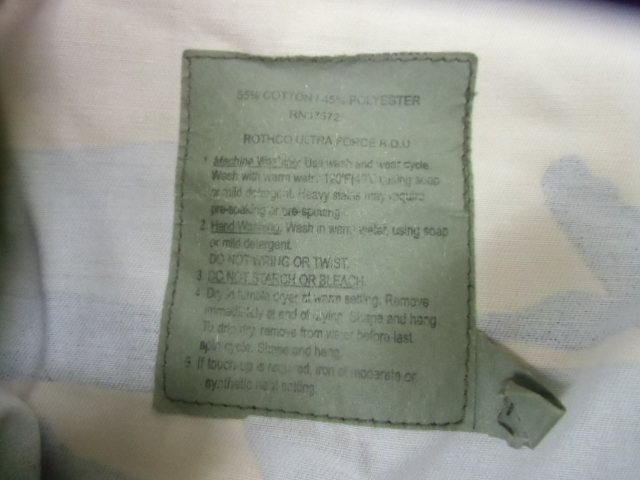 55% COTTON / 45% POLYESTER
ROTHCO ULTRA FORCE B.D.U
1. Machine Washing: Use wash and wear cycle.
Wash with warm water 120°F using soap
or mild detergent. Heavy stains may require
pre-soaking or pre-spotting.
2. Hand Washing: Wash in warm water, using soap
or mild detergent.
DO NOT WRING OR TWIST.
3. DO NOT STARCH OR BLEACH.
4. Dry in tumble dryer at warm setting. Remove
immediately at end of drying. Shape and hang.
To drip dry, remove from water before last
spin cycle. Shape and hang.
5. If touch-up is required, iron at moderate or
synthetic heat setting.